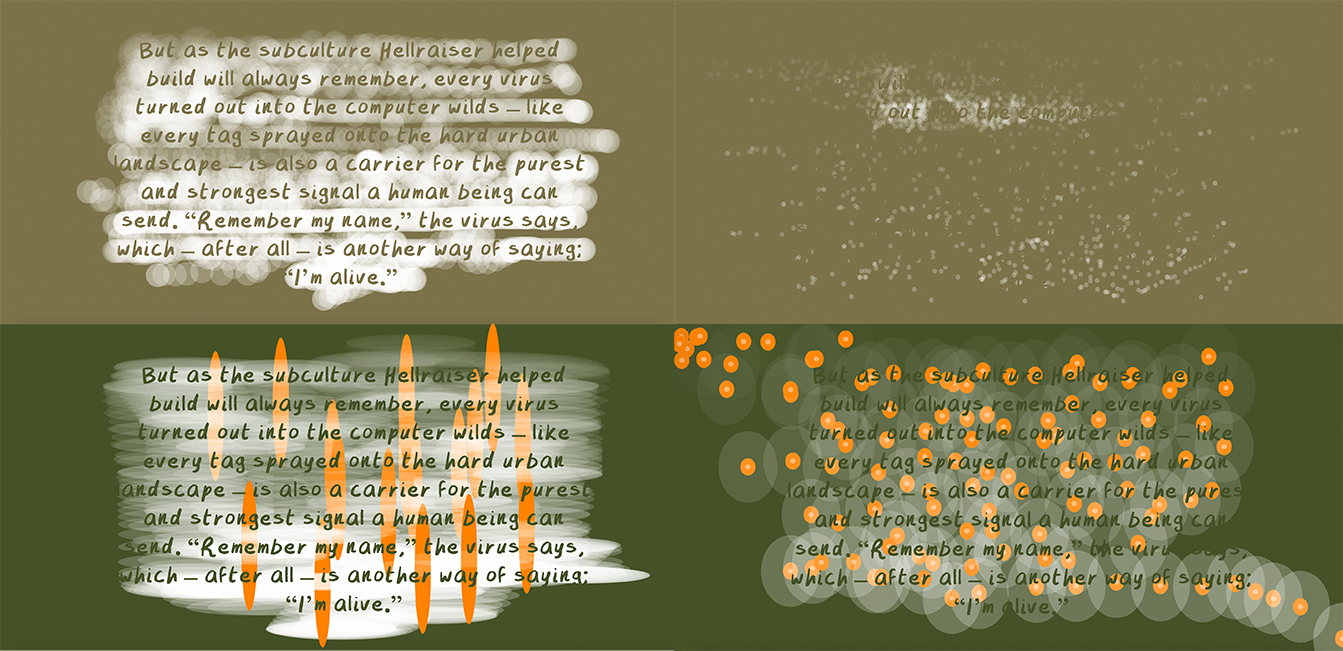 But as the subculture Hellraiser helped
build will always remember, every virus
turned out into the computer wilds – like
every tag sprayed onto the hard urban
landscape – is also a carrier for the purest
and strongest signal a human being can
send. “Remember my name,” the virus says,
which – after all – is another way of saying:
“I’m alive.”
will
out into the compute
But as the subculture Hellraiser helped
build will always remember, every virus
turned out into the computer wilds – like
every tag sprayed onto the hard urban
landscape – is also a carrier for the purest
and strongest signal a human being can
send. “Remember my name,” the virus says,
which – after all – is another way of saying:
“I’m alive.”
But as the subculture Hellraiser helped
build will always remember, every virus
turned out into the computer wilds – like
every tag sprayed onto the hard urban
landscape – is also a carrier for the pures
and strongest signal a human being can
send. “Remember my name,” the virus says,
which – after all – is another way of saying:
“I’m alive.”